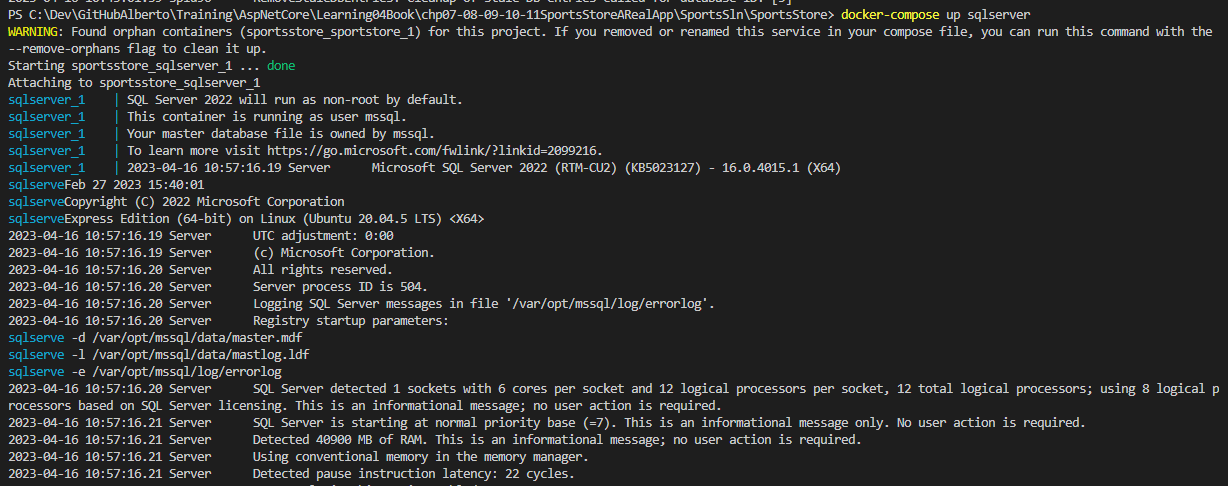 PS C:\Dev\GitHubAlberto\Training\AspNetCore\Learning04Book\chp07-08-09-10-11SportsStoreARealApp\SportsSln\SportsStore> docker-compose up sqlserver
WARNING: Found orphan containers (sportsstore_sportstore_1) for this project. If you removed or renamed this service in your compose file, you can run this command with the
--remove-orphans flag to clean it up.
Starting sportsstore_sqlserver_1 ... done
Attaching to sportsstore_sqlserver_1
sqlserver_1    | SQL Server 2022 will run as non-root by default.
sqlserver_1    | This container is running as user mssql.
sqlserver_1    | Your master database file is owned by mssql.
sqlserver_1    | To learn more visit https://go.microsoft.com/fwlink/?linkid=2099216.
sqlserver_1    | 2023-04-16 10:57:16.19 Server      Microsoft SQL Server 2022 (RTM-CU2) (KB5023127) - 16.0.4015.1 (X64)
sqlserveFeb 27 2023 15:40:01
sqlserveCopyright (C) 2022 Microsoft Corporation
sqlserveExpress Edition (64-bit) on Linux (Ubuntu 20.04.5 LTS) <X64>
2023-04-16 10:57:16.19 Server      UTC adjustment: 0:00
2023-04-16 10:57:16.19 Server      (c) Microsoft Corporation.
2023-04-16 10:57:16.20 Server      All rights reserved.
2023-04-16 10:57:16.20 Server      Server process ID is 504.
2023-04-16 10:57:16.20 Server      Logging SQL Server messages in file '/var/opt/mssql/log/errorlog'.
2023-04-16 10:57:16.20 Server      Registry startup parameters:
sqlserve -d /var/opt/mssql/data/master.mdf
sqlserve -l /var/opt/mssql/data/mastlog.ldf
sqlserve -e /var/opt/mssql/log/errorlog
2023-04-16 10:57:16.20 Server      SQL Server detected 1 sockets with 6 cores per socket and 12 logical processors per socket, 12 total logical processors; using 8 logical p
rocessors based on SQL Server licensing. This is an informational message; no user action is required.
2023-04-16 10:57:16.21 Server      SQL Server is starting at normal priority base (=7). This is an informational message only. No user action is required.
2023-04-16 10:57:16.21 Server      Detected 40900 MB of RAM. This is an informational message; no user action is required.
2023-04-16 10:57:16.21 Server      Using conventional memory in the memory manager.
2023-04-16 10:57:16.21 Server      Detected pause instruction latency: 22 cycles.